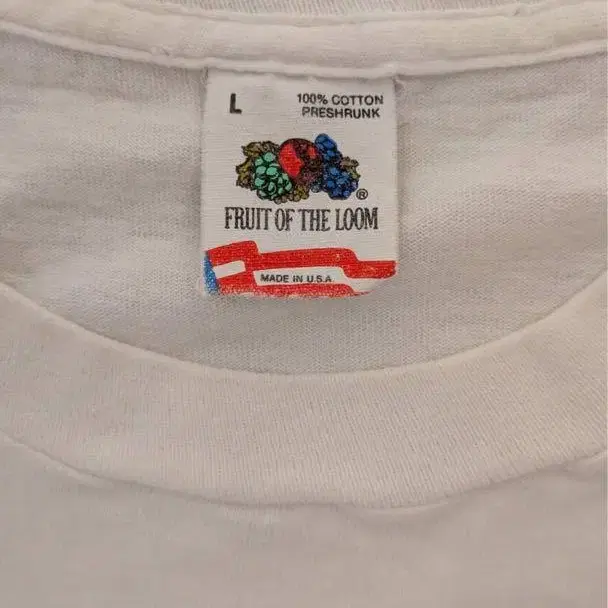 L
100% COTTON
PRESHRUNK
®
FRUIT OF THE LOOM
MADE IN U.S.A.